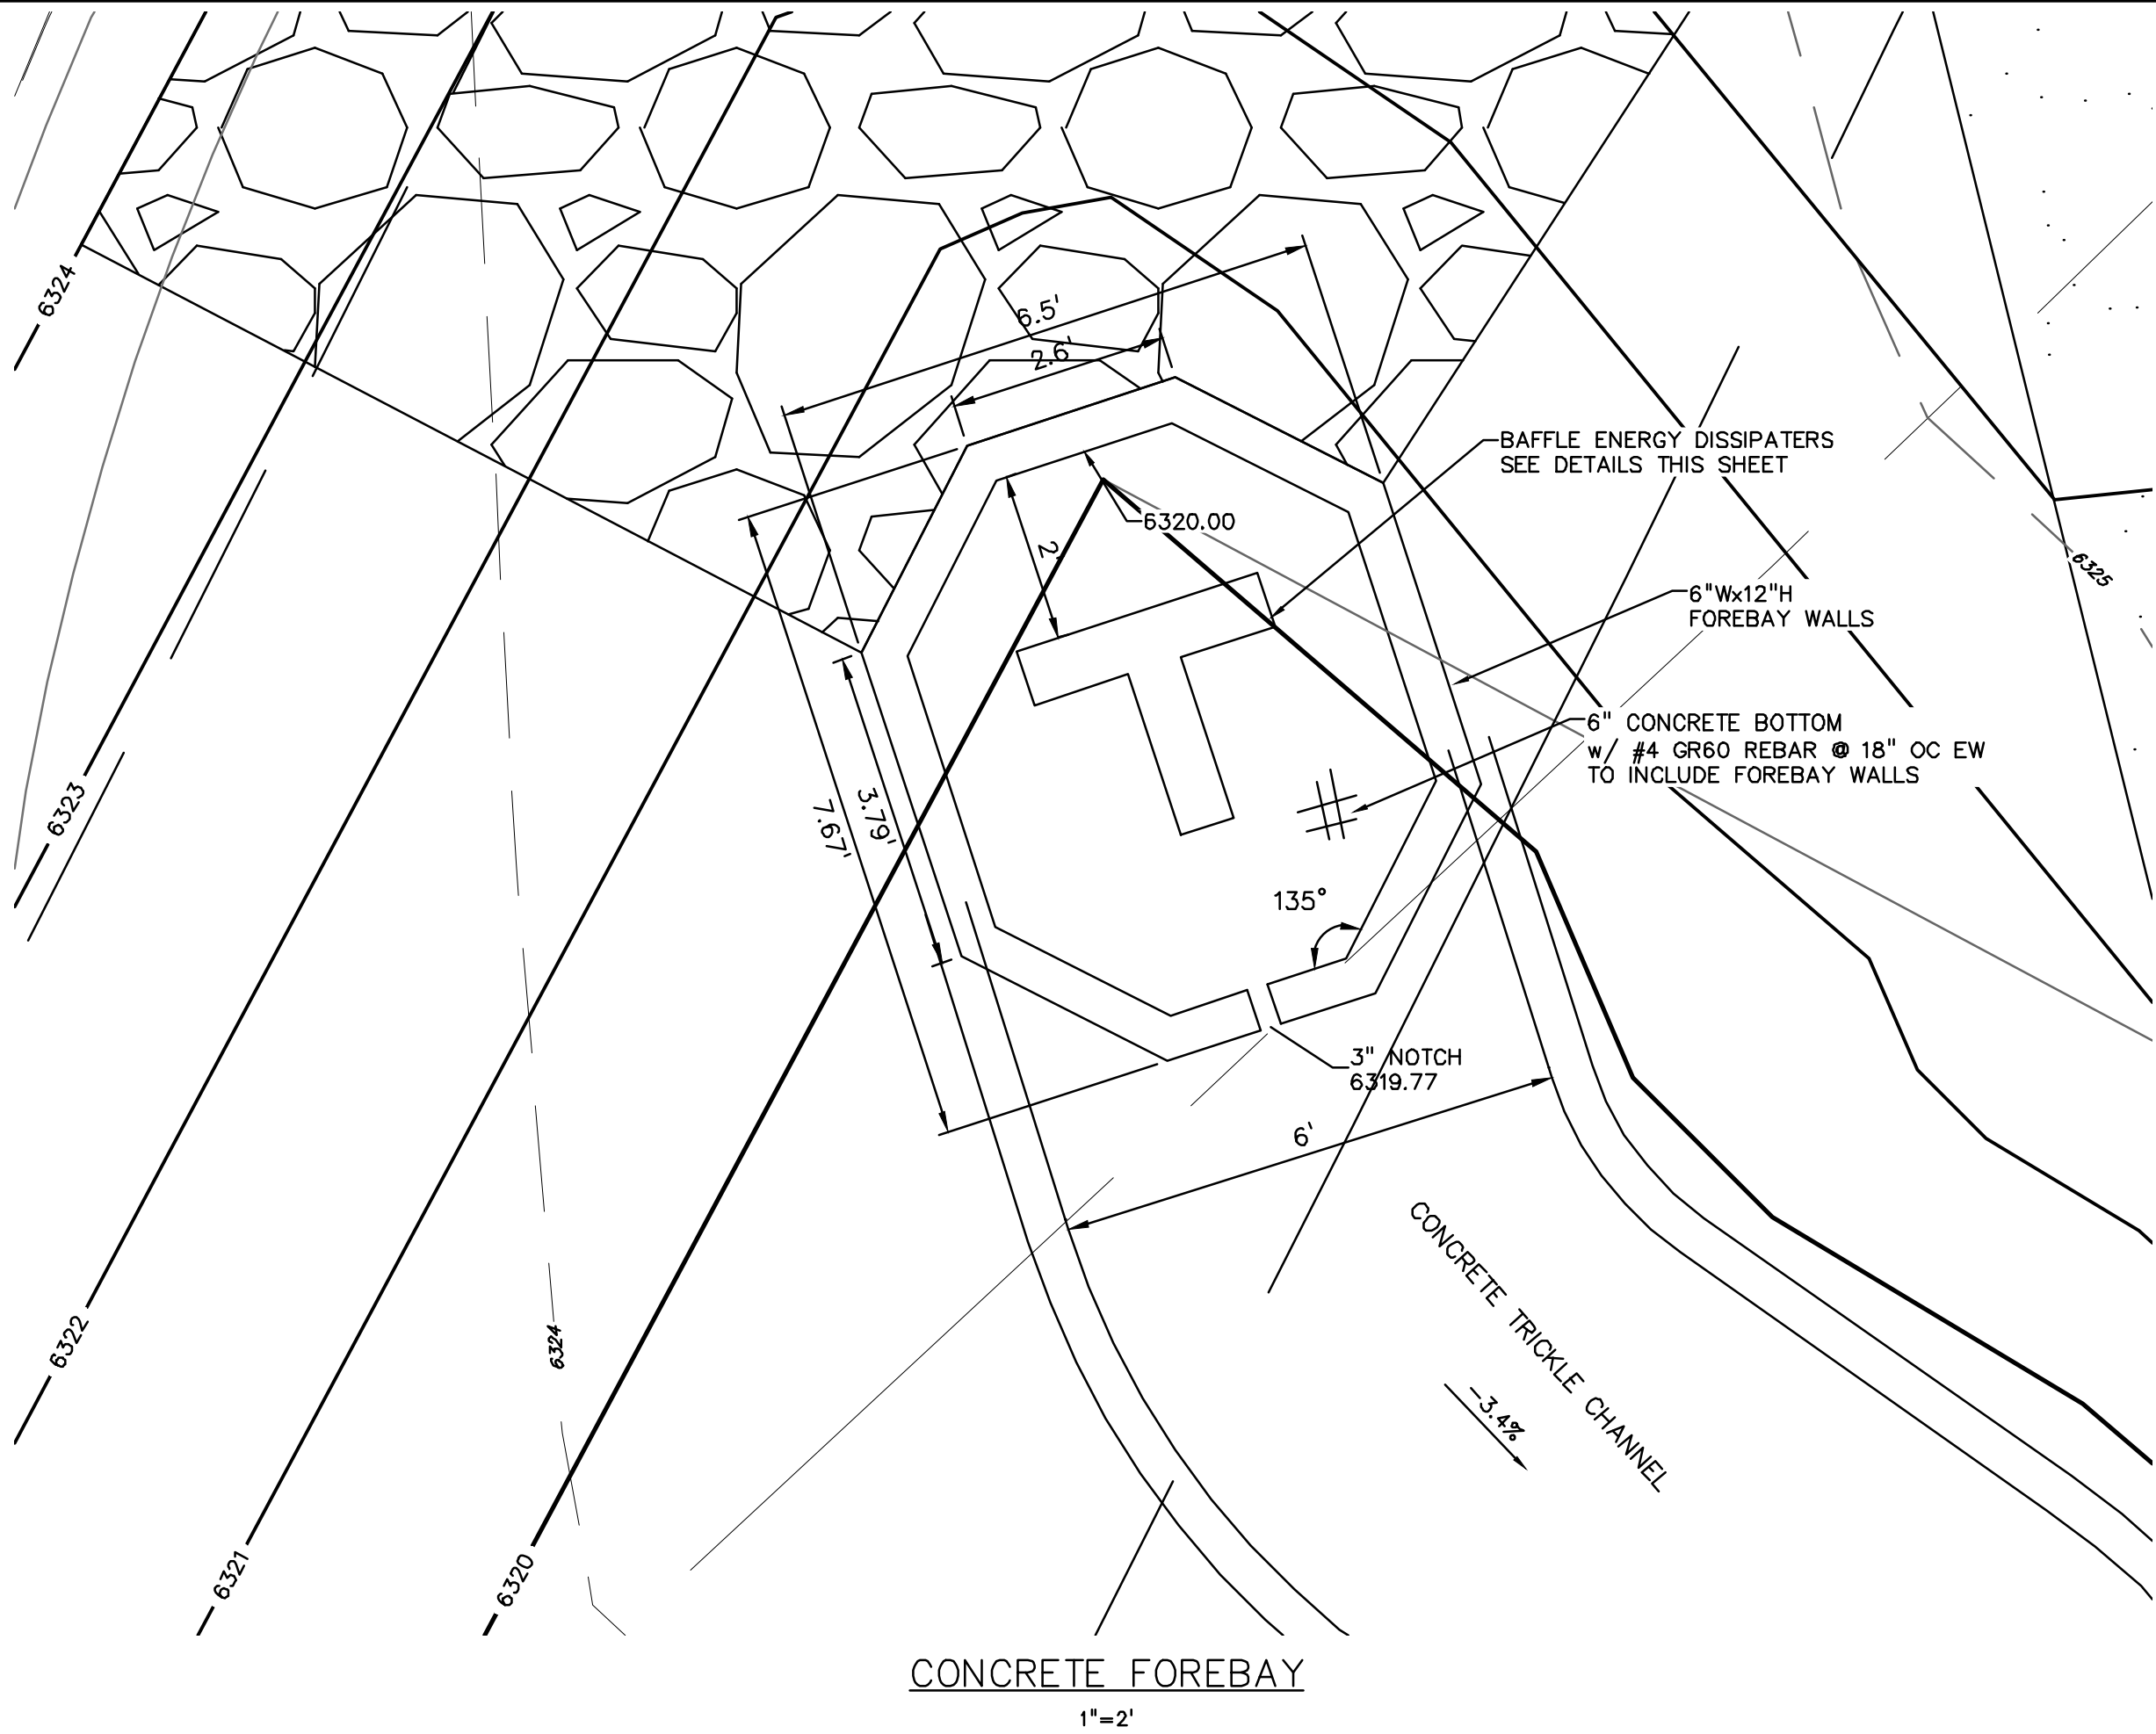 6324
6.5'
2.6'
BAFFLE ENERGY DISSIPATERS
SEE DETAILS THIS SHEET
6320.00
2'
6325
6"Wx12"H
FOREBAY WALLS
6" CONCRETE BOTTOM
w/ #4 GR60 REBAR @ 18" OC EW
TO INCLUDE FOREBAY WALLS
6323
3.79'
7.67'
135°
3" NOTCH
6319.77
6'
CONCRETE TRICKLE CHANNEL
-3.4%
6322
6324
6321
6320
CONCRETE FOREBAY
1"=2'